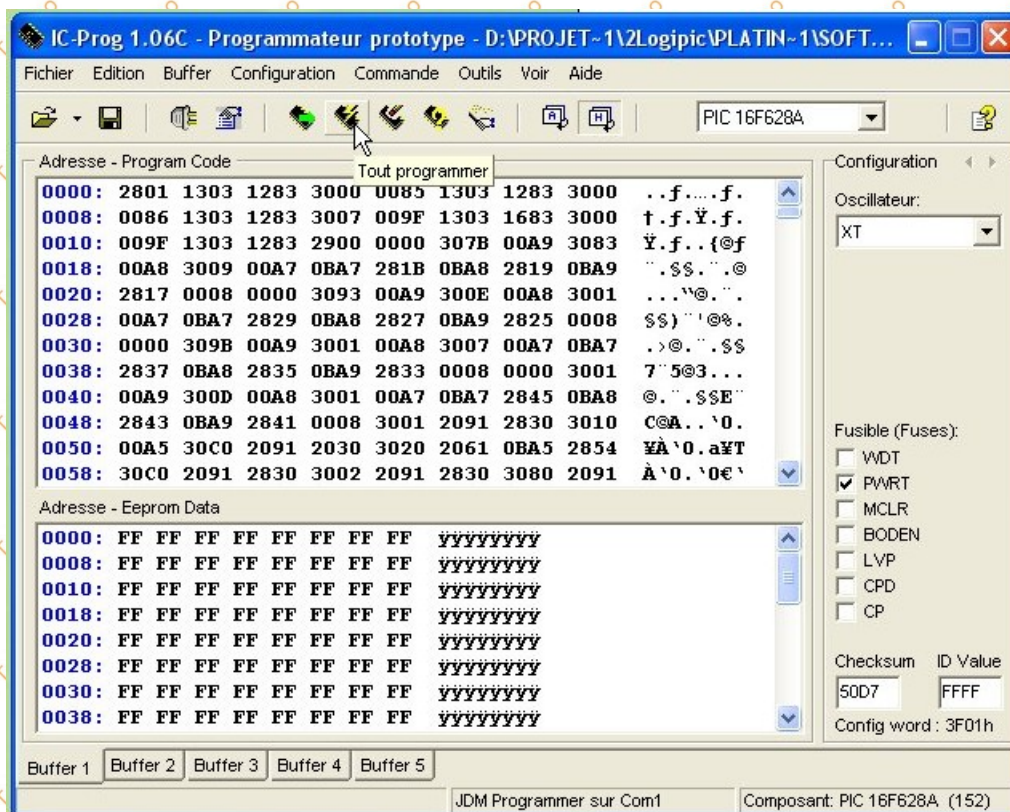 IC-Prog 1.06C - Programmateur prototype - D:\PROJET~1\2Logipic\PLATIN~1\SOFT...
Fichier Edition Buffer Configuration Commande Outils Voir Aide
PIC 16F628A
Tout programmer
Adresse - Program Code
0000: 2801 1303 1283 3000 0085 1303 1283 3000 ..ƒ....ƒ.
0008: 0086 1303 1283 3007 009F 1303 1683 3000 †.ƒ.Ÿ.ƒ.
0010: 009F 1303 1283 2900 0000 307B 00A9 3083 Ÿ.ƒ..{©ƒ
0018: 00A8 3009 00A7 0BA7 281B 0BA8 2819 0BA9 ¨.§§.¨.©
0020: 2817 0008 0000 3093 00A9 300E 00A8 3001 ...“©.¨.
0028: 00A7 0BA7 2829 0BA8 2827 0BA9 2825 0008 §§)¨'©%.
0030: 0000 309B 00A9 3001 00A8 3007 00A7 0BA7 .›©.¨.§§
0038: 2837 0BA8 2835 0BA9 2833 0008 0000 3001 7¨5©3...
0040: 00A9 300D 00A8 3001 00A7 0BA7 2845 0BA8 ©.¨.§§E¨
0048: 2843 0BA9 2841 0008 3001 2091 2830 3010 C©A..‘0.
0050: 00A5 30C0 2091 2030 3020 2061 0BA5 2854 ¥À‘0.a¥T
0058: 30C0 2091 2830 3002 2091 2830 3080 2091 À‘0.‘0€‘
Adresse - Eeprom Data
0000: FF FF FF FF FF FF FF FF ÿÿÿÿÿÿÿÿ
0008: FF FF FF FF FF FF FF FF ÿÿÿÿÿÿÿÿ
0010: FF FF FF FF FF FF FF FF ÿÿÿÿÿÿÿÿ
0018: FF FF FF FF FF FF FF FF ÿÿÿÿÿÿÿÿ
0020: FF FF FF FF FF FF FF FF ÿÿÿÿÿÿÿÿ
0028: FF FF FF FF FF FF FF FF ÿÿÿÿÿÿÿÿ
0030: FF FF FF FF FF FF FF FF ÿÿÿÿÿÿÿÿ
0038: FF FF FF FF FF FF FF FF ÿÿÿÿÿÿÿÿ
Configuration
Oscillateur:
XT
Fusible (Fuses):
WDT
PWRT
MCLR
BODEN
LVP
CPD
CP
Checksum ID Value
50D7 FFFF
Config word : 3F01h
Buffer 1 Buffer 2 Buffer 3 Buffer 4 Buffer 5
JDM Programmer sur Com1 Composant: PIC 16F628A (152)